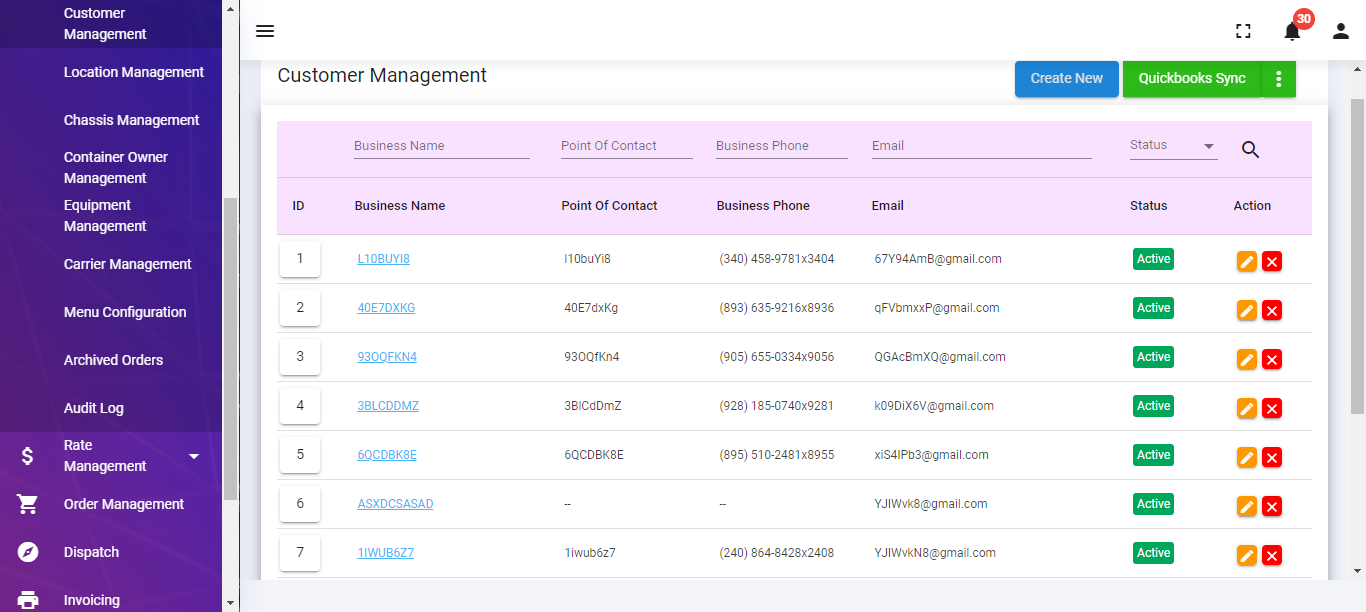 Customer
Management
Location Management
Chassis Management
Container Owner
Management
Equipment
Management
Carrier Management
Menu Configuration
Archived Orders
Audit Log
Rate
Management
Order Management
Dispatch
Invoicing
30
Customer Management
Create New
Quickbooks Sync
Business Name Point Of Contact Business Phone Email Status
ID Business Name Point Of Contact Business Phone Email Status Action
1 L10BUYI8 l10buYi8 (340) 458-9781x3404 67Y94AmB@gmail.com Active
2 40E7DXKG 40E7dxKg (893) 635-9216x8936 qFVbmxxP@gmail.com Active
3 93OQFKN4 93OQfKn4 (905) 655-0334x9056 QGAcBmXQ@gmail.com Active
4 3BLCDDMZ 3BlCdDmZ (928) 185-0740x9281 k09DiX6V@gmail.com Active
5 6QCDBK8E 6QCDBK8E (895) 510-2481x8955 xiS4IPb3@gmail.com Active
6 ASXDCSASAD -- -- YJIWvk8@gmail.com Active
7 1IWUB6Z7 1iwub6z7 (240) 864-8428x2408 YJIWvkN8@gmail.com Active